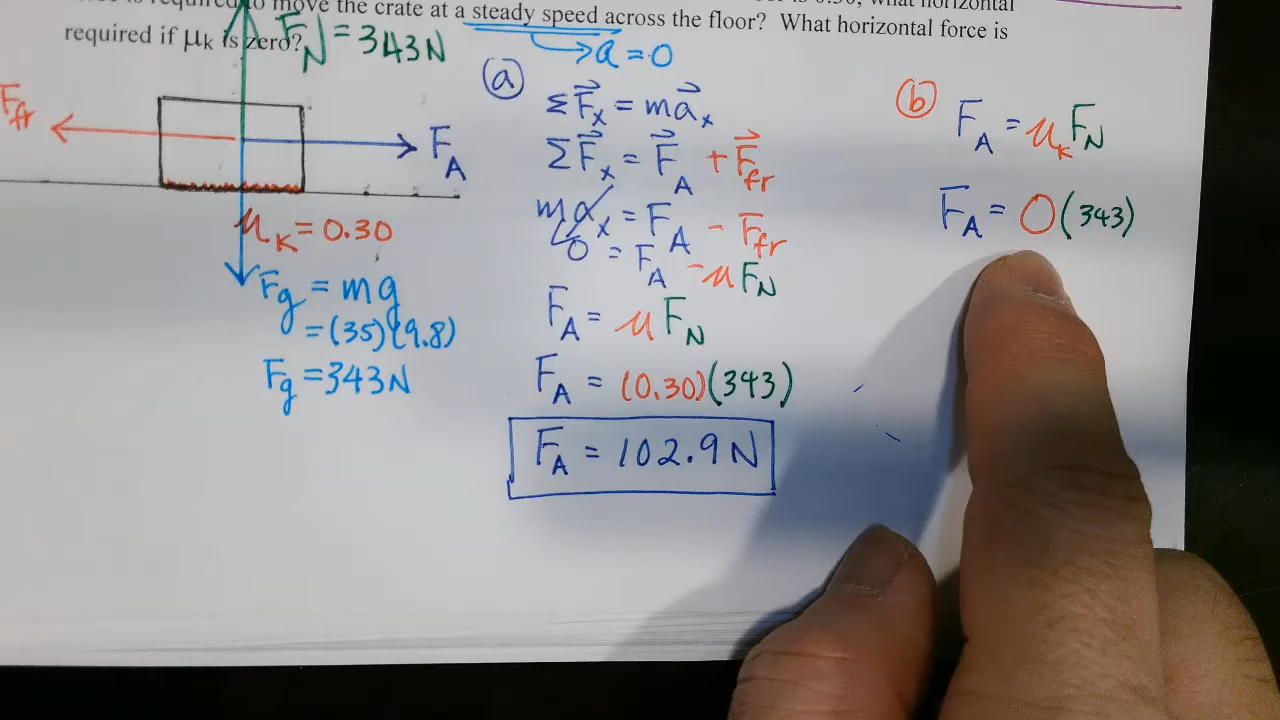 to move the crate at a steady speed across the floor? What horizontal force is
required if μk is zero?
FN = 343N
→ a = 0
Ffr
FA
μK = 0.30
Fg = mg
= (35)(9.8)
Fg = 343N
(a)
ΣFx = max
ΣFx = FA + Ffr
max = FA - Ffr
0 = FA - μFN
FA = μFN
FA = (0.30)(343)
FA = 102.9N
(b)
FA = μKFN
FA = 0(343)